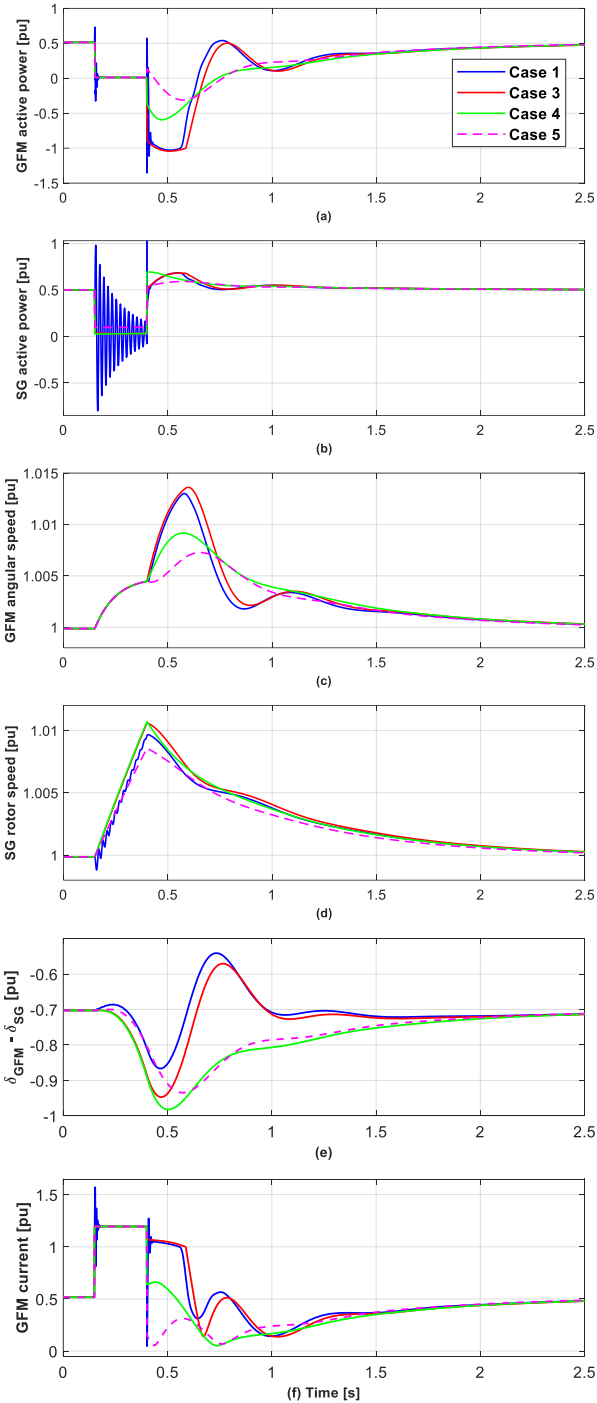 GFM active power [pu]
1
0.5
0
-0.5
-1
-1.5
Case 1
Case 3
Case 4
Case 5
0 0.5 1 1.5 2 2.5
(a)
SG active power [pu]
1
0.5
0
-0.5
0 0.5 1 1.5 2 2.5
(b)
GFM angular speed [pu]
1.015
1.01
1.005
1
0 0.5 1 1.5 2 2.5
(c)
SG rotor speed [pu]
1.01
1.005
1
0 0.5 1 1.5 2 2.5
(d)
δGFM - δSG [pu]
-0.6
-0.7
-0.8
-0.9
-1
0 0.5 1 1.5 2 2.5
(e)
GFM current [pu]
1.5
1
0.5
0
0 0.5 1 1.5 2 2.5
(f) Time [s]